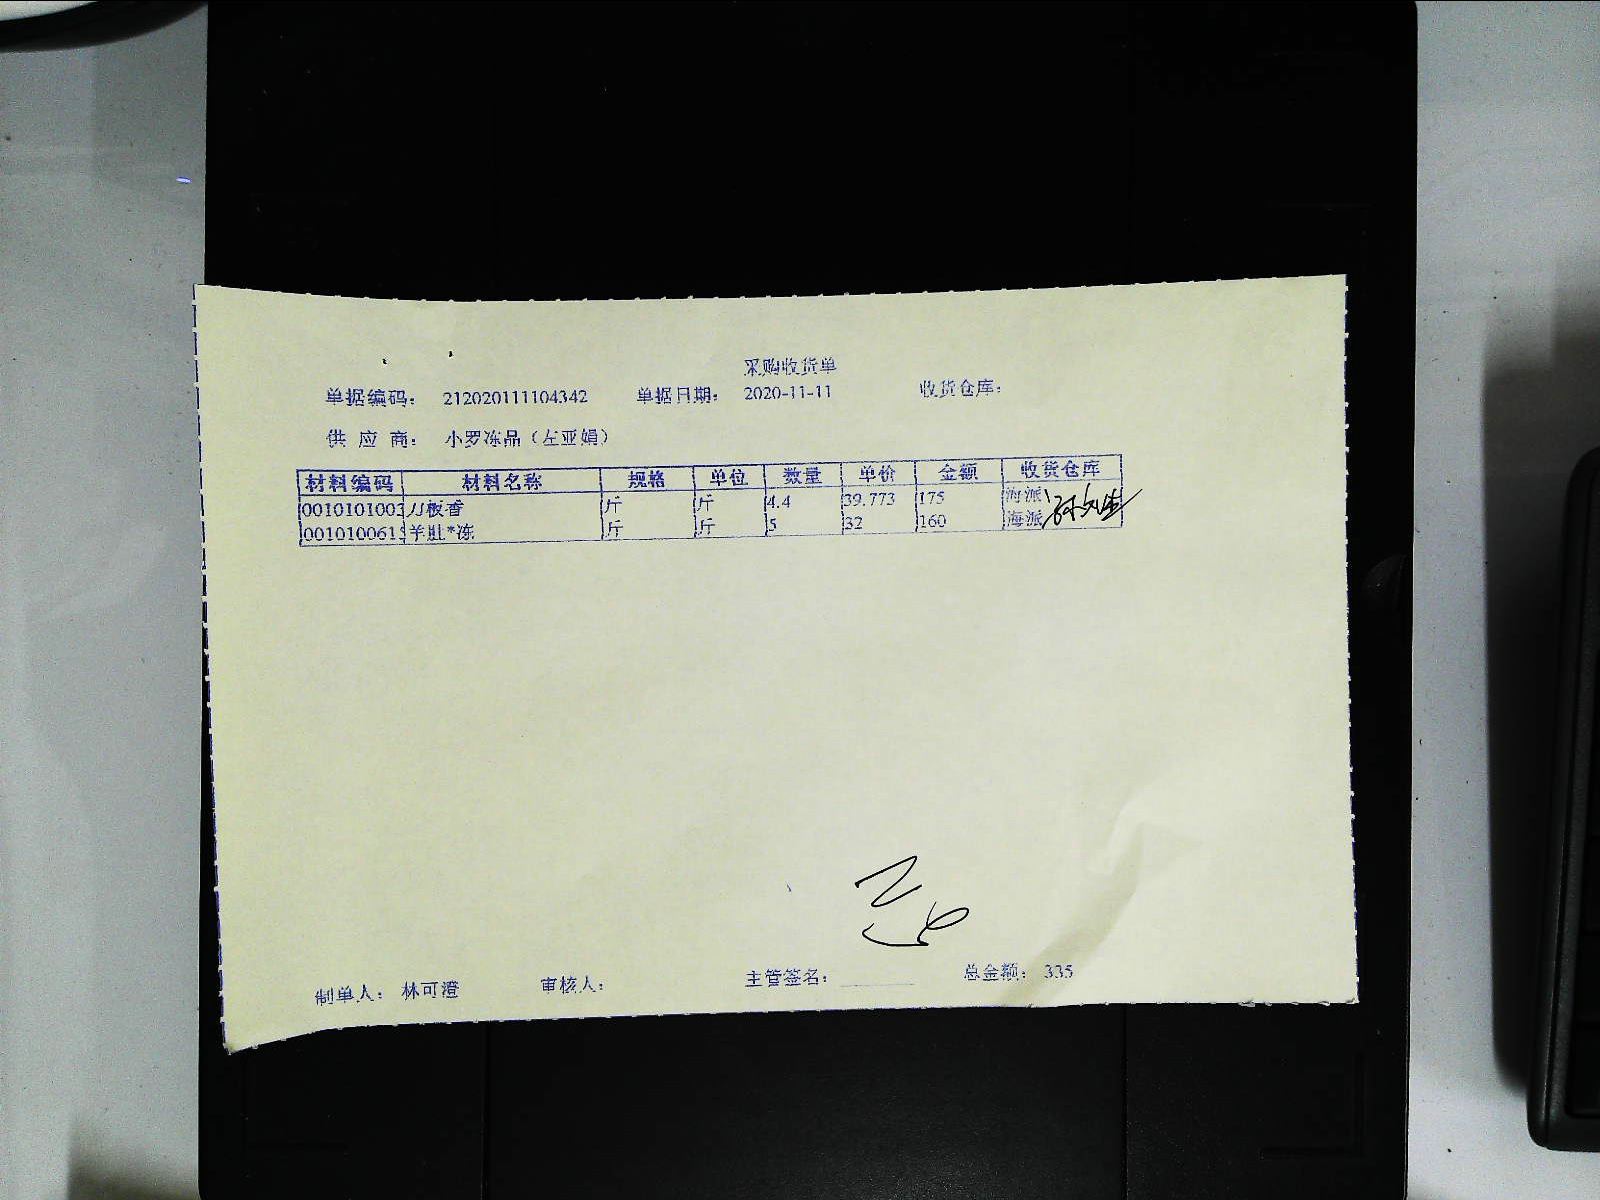 采购收货单
单据编码： 212020111104342 单据日期： 2020-11-11 收货仓库：
供 应 商： 小罗冻品（左亚娟）
材料编码 材料名称 规格 单位 数量 单价 金额 收货仓库
0010101003 刀板香 斤 斤 4.4 39.773 175 海派
001010061 羊肚*冻 斤 斤 5 32 160 海派
制单人： 林可澄 审核人： 主管签名： 总金额： 335